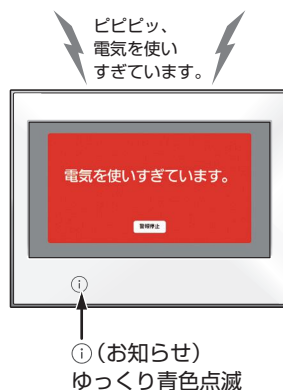 ピピピッ、
電気を使い
すぎています。
電気を使いすぎています。
警報停止
ⓘ
ⓘ(お知らせ)
ゆっくり青色点滅